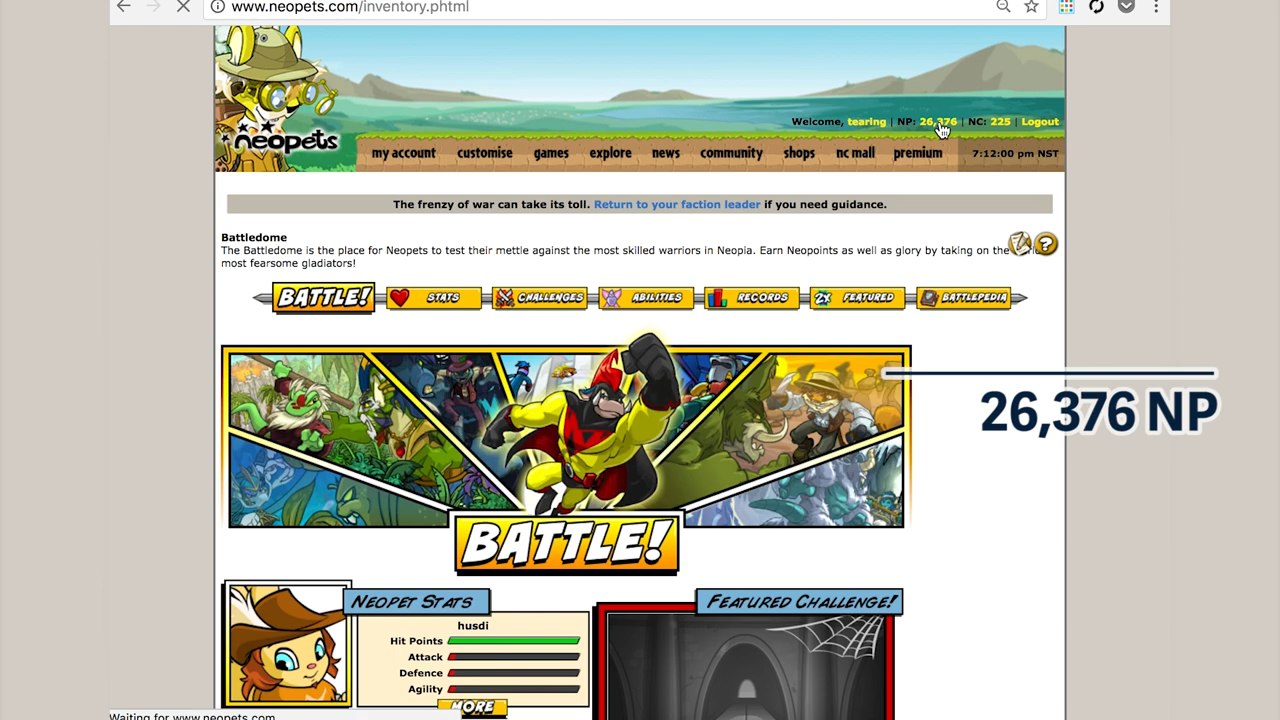 www.neopets.com/inventory.phtml
Welcome, tearing | NP: 26,376 | NC: 225 | Logout
neopets
my account customise games explore news community shops nc mall premium 7:12:00 pm NST
The frenzy of war can take its toll. Return to your faction leader if you need guidance.
Battledome
The Battledome is the place for Neopets to test their mettle against the most skilled warriors in Neopia. Earn Neopoints as well as glory by taking on the
most fearsome gladiators!
BATTLE! STATS CHALLENGES ABILITIES RECORDS 2x FEATURED BATTLEPEDIA
26,376 NP
BATTLE!
NEOPET STATS
FEATURED CHALLENGE!
husdi
Hit Points
Attack
Defence
Agility
MORE
Waiting for www.neopets.com